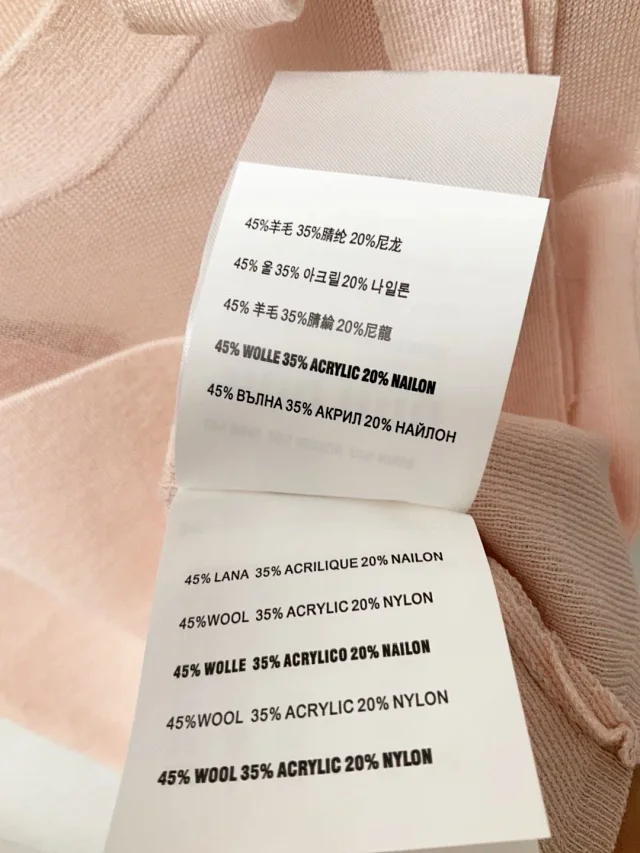 45%羊毛 35%腈纶 20%尼龙
45% 울 35% 아크릴 20% 나일론
45% 羊毛 35%腈綸 20%尼龍
45% WOLLE 35% ACRYLIC 20% NAILON
45% ВЪЛНА 35% АКРИЛ 20% НАЙЛОН
45% LANA 35% ACRILIQUE 20% NAILON
45%WOOL 35% ACRYLIC 20% NYLON
45% WOLLE 35% ACRYLICO 20% NAILON
45%WOOL 35% ACRYLIC 20% NYLON
45% WOOL 35% ACRYLIC 20% NYLON